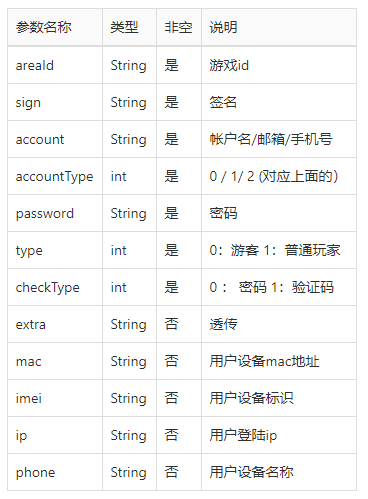 参数名称 类型 非空 说明
areaId String 是 游戏id
sign String 是 签名
account String 是 帐户名/邮箱/手机号
accountType int 是 0 / 1/ 2 (对应上面的)
password String 是 密码
type int 是 0：游客 1：普通玩家
checkType int 是 0 ： 密码 1：验证码
extra String 否 透传
mac String 否 用户设备mac地址
imei String 否 用户设备标识
ip String 否 用户登陆ip
phone String 否 用户设备名称